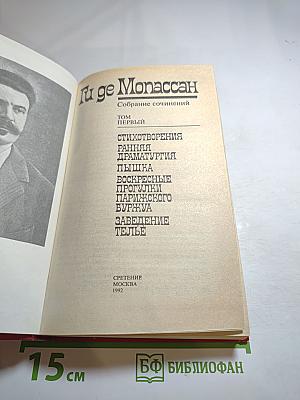 Ги де Мопассан
Собрание сочинений
ТОМ
ПЕРВЫЙ
СТИХОТВОРЕНИЯ
РАННЯЯ
ДРАМАТУРГИЯ
ПЫШКА
ВОСКРЕСНЫЕ
ПРОГУЛКИ
ПАРИЖСКОГО
БУРЖУА
ЗАВЕДЕНИЕ
ТЕЛЬЕ
СРЕТЕНИЕ
МОСКВА
1992
15 см
БФ БИБЛИОФАН